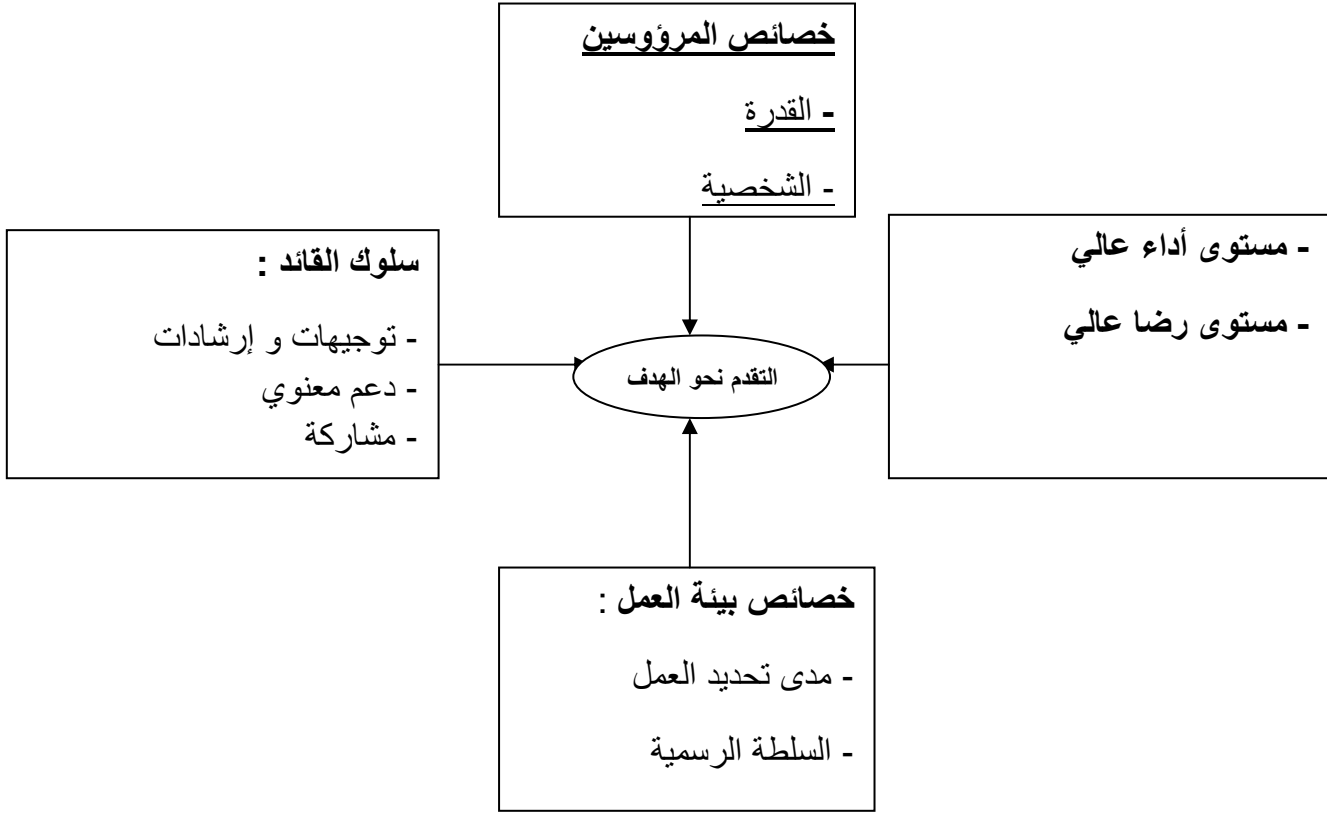 خصائص المرؤوسين
- القدرة
- الشخصية
- مستوى أداء عالي
- مستوى رضا عالي
سلوك القائد :
- توجيهات و إرشادات
- دعم معنوي
- مشاركة
التقدم نحو الهدف
خصائص بيئة العمل :
- مدى تحديد العمل
- السلطة الرسمية